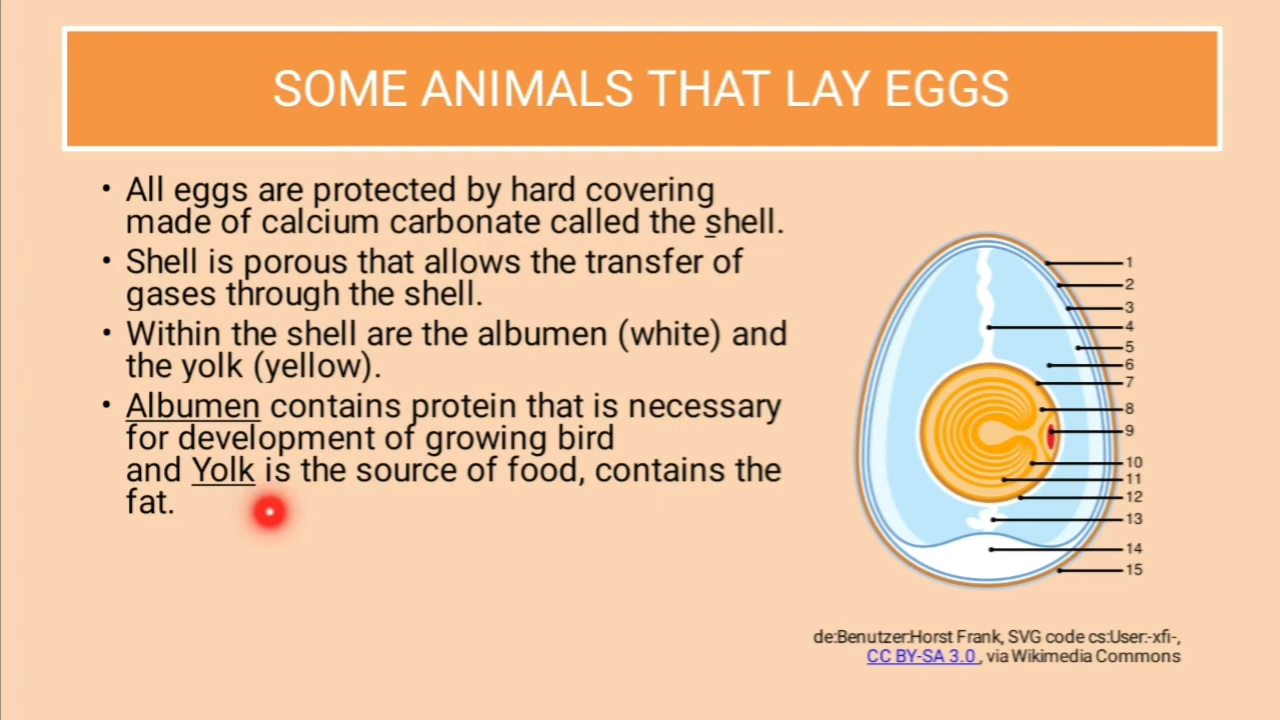 SOME ANIMALS THAT LAY EGGS
• All eggs are protected by hard covering
made of calcium carbonate called the shell.
• Shell is porous that allows the transfer of
gases through the shell.
• Within the shell are the albumen (white) and
the yolk (yellow).
• Albumen contains protein that is necessary
for development of growing bird
and Yolk is the source of food, contains the
fat.
1
2
3
4
5
6
7
8
9
10
11
12
13
14
15
de:Benutzer:Horst Frank, SVG code cs:User:-xfi-,
CC BY-SA 3.0 , via Wikimedia Commons